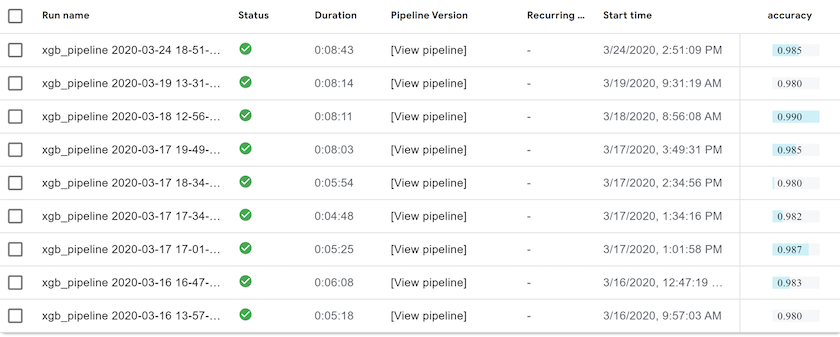 Run name Status Duration Pipeline Version Recurring ... Start time accuracy
xgb_pipeline 2020-03-24 18-51-... 0:08:43 [View pipeline] - 3/24/2020, 2:51:09 PM 0.985
xgb_pipeline 2020-03-19 13-31-... 0:08:14 [View pipeline] - 3/19/2020, 9:31:19 AM 0.980
xgb_pipeline 2020-03-18 12-56-... 0:08:11 [View pipeline] - 3/18/2020, 8:56:08 AM 0.990
xgb_pipeline 2020-03-17 19-49-... 0:08:03 [View pipeline] - 3/17/2020, 3:49:31 PM 0.985
xgb_pipeline 2020-03-17 18-34-... 0:05:54 [View pipeline] - 3/17/2020, 2:34:56 PM 0.980
xgb_pipeline 2020-03-17 17-34-... 0:04:48 [View pipeline] - 3/17/2020, 1:34:16 PM 0.982
xgb_pipeline 2020-03-17 17-01-... 0:05:25 [View pipeline] - 3/17/2020, 1:01:58 PM 0.987
xgb_pipeline 2020-03-16 16-47-... 0:06:08 [View pipeline] - 3/16/2020, 12:47:19 ... 0.983
xgb_pipeline 2020-03-16 13-57-... 0:05:18 [View pipeline] - 3/16/2020, 9:57:03 AM 0.980